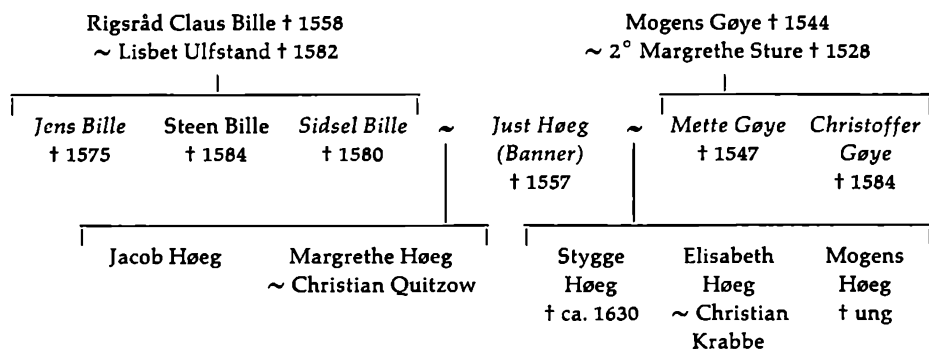 Rigsråd Claus Bille † 1558
~ Lisbet Ulfstand † 1582
Mogens Gøye † 1544
~ 2° Margrethe Sture † 1528
Jens Bille
† 1575
Steen Bille
† 1584
Sidsel Bille
† 1580
~
Just Høeg
(Banner)
† 1557
~
Mette Gøye
† 1547
Christoffer
Gøye
† 1584
Jacob Høeg
Margrethe Høeg
~ Christian Quitzow
Stygge
Høeg
† ca. 1630
Elisabeth
Høeg
~ Christian
Krabbe
Mogens
Høeg
† ung